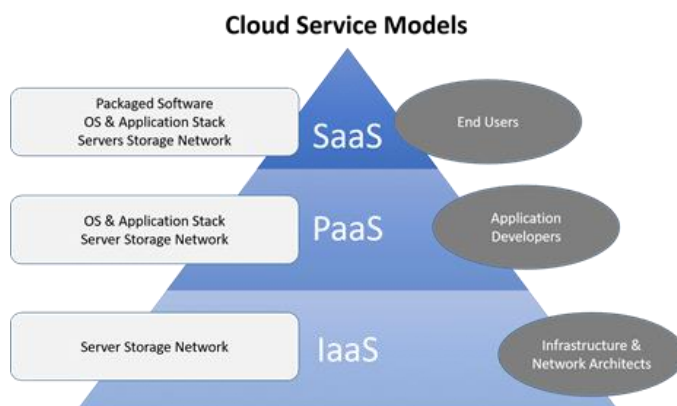 Cloud Service Models
Packaged Software
OS & Application Stack
Servers Storage Network
SaaS
End Users
OS & Application Stack
Server Storage Network
PaaS
Application
Developers
Server Storage Network
IaaS
Infrastructure &
Network Architects